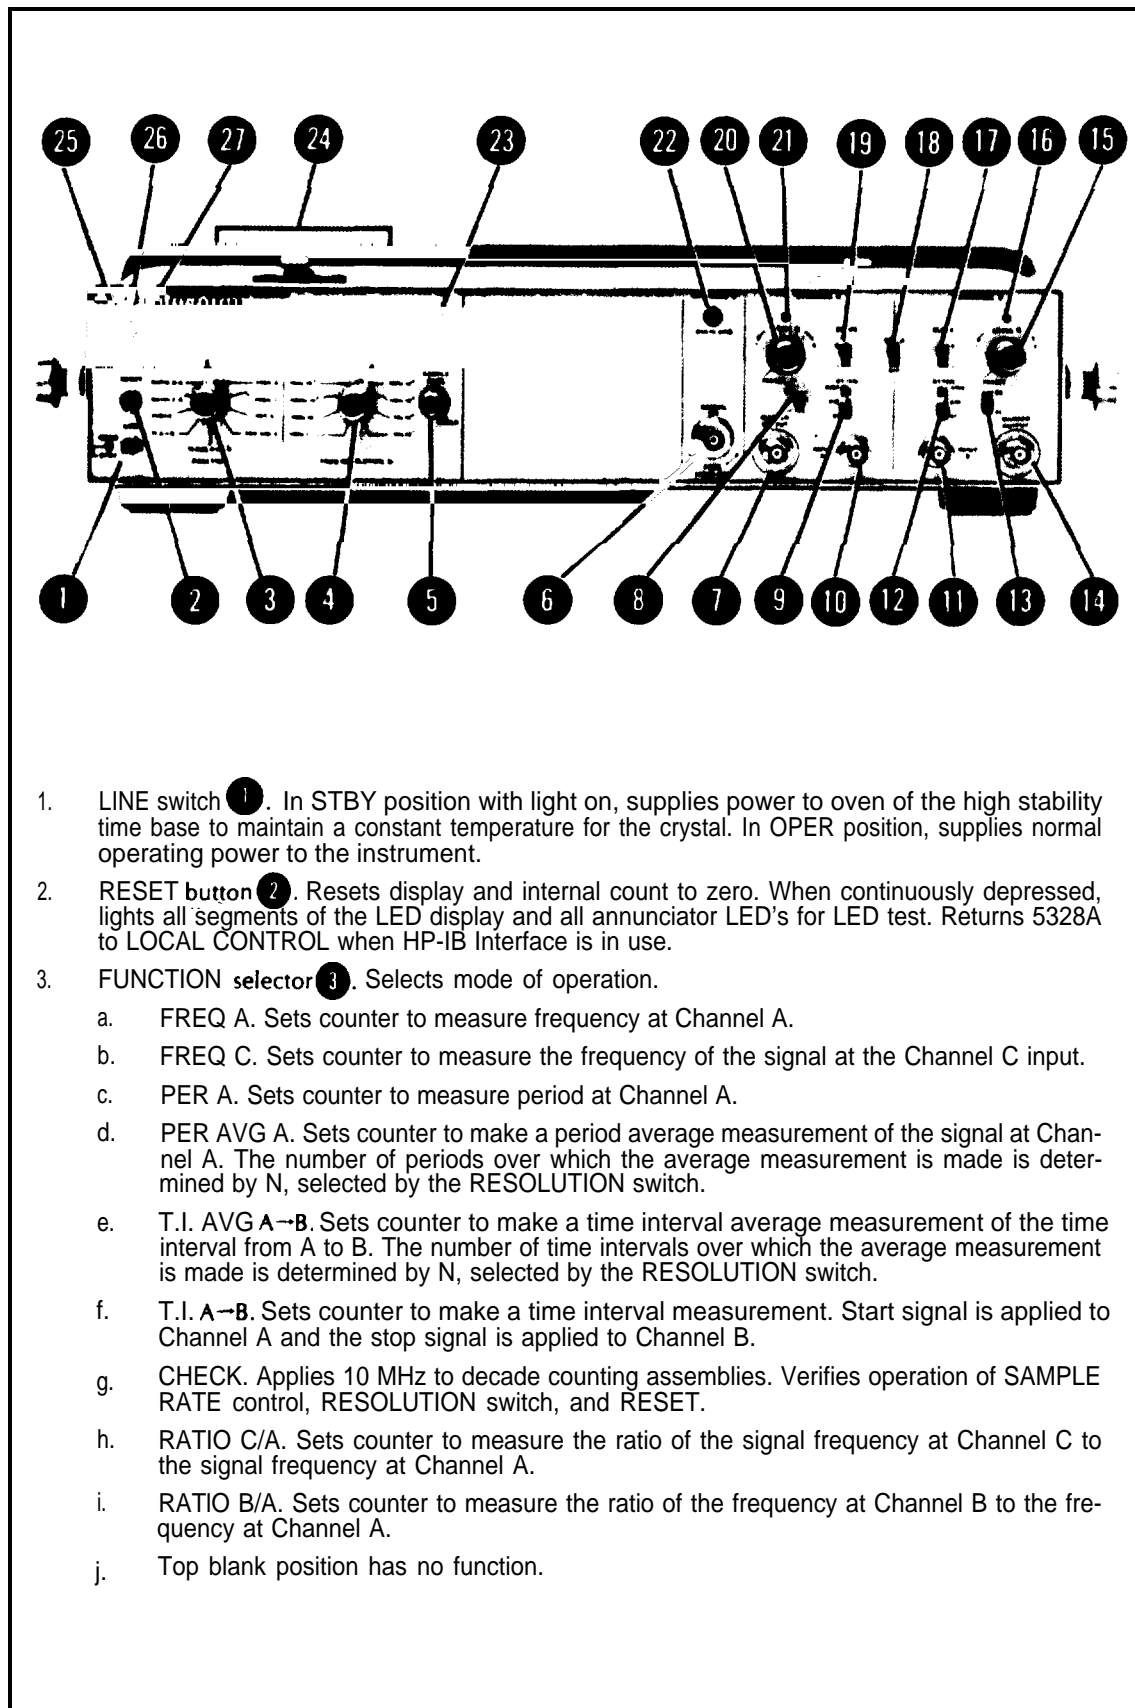 25 26 27 24 23 22 20 21 19 18 17 16 15
1 2 3 4 5 6 8 7 9 10 12 11 13 14
1. LINE switch 1. In STBY position with light on, supplies power to oven of the high stability
time base to maintain a constant temperature for the crystal. In OPER position, supplies normal
operating power to the instrument.
2. RESET button 2. Resets display and internal count to zero. When continuously depressed,
lights all segments of the LED display and all annunciator LED's for LED test. Returns 5328A
to LOCAL CONTROL when HP-IB Interface is in use.
3. FUNCTION selector 3. Selects mode of operation.
a. FREQ A. Sets counter to measure frequency at Channel A.
b. FREQ C. Sets counter to measure the frequency of the signal at the Channel C input.
c. PER A. Sets counter to measure period at Channel A.
d. PER AVG A. Sets counter to make a period average measurement of the signal at Chan-
nel A. The number of periods over which the average measurement is made is deter-
mined by N, selected by the RESOLUTION switch.
e. T.I. AVG A→B. Sets counter to make a time interval average measurement of the time
interval from A to B. The number of time intervals over which the average measurement
is made is determined by N, selected by the RESOLUTION switch.
f. T.I. A→B. Sets counter to make a time interval measurement. Start signal is applied to
Channel A and the stop signal is applied to Channel B.
g. CHECK. Applies 10 MHz to decade counting assemblies. Verifies operation of SAMPLE
RATE control, RESOLUTION switch, and RESET.
h. RATIO C/A. Sets counter to measure the ratio of the signal frequency at Channel C to
the signal frequency at Channel A.
i. RATIO B/A. Sets counter to measure the ratio of the frequency at Channel B to the fre-
quency at Channel A.
j. Top blank position has no function.